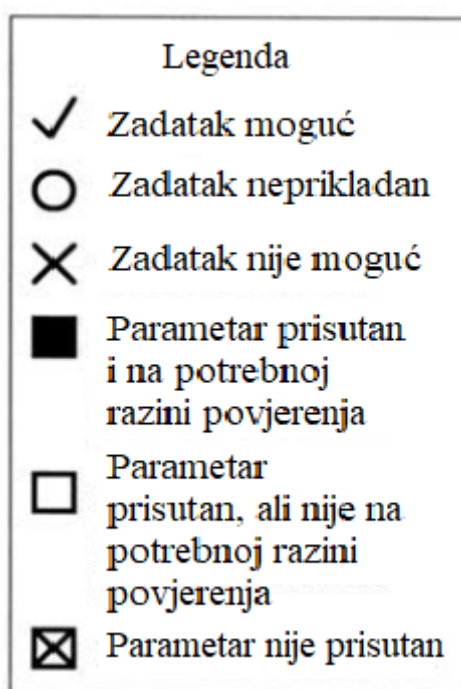 Legenda
Zadatak moguć
Zadatak neprikladan
Zadatak nije moguć
Parametar prisutan
i na potrebnoj
razini povjerenja
Parametar
prisutan, ali nije na
potrebnoj razini
povjerenja
Parametar nije prisutan